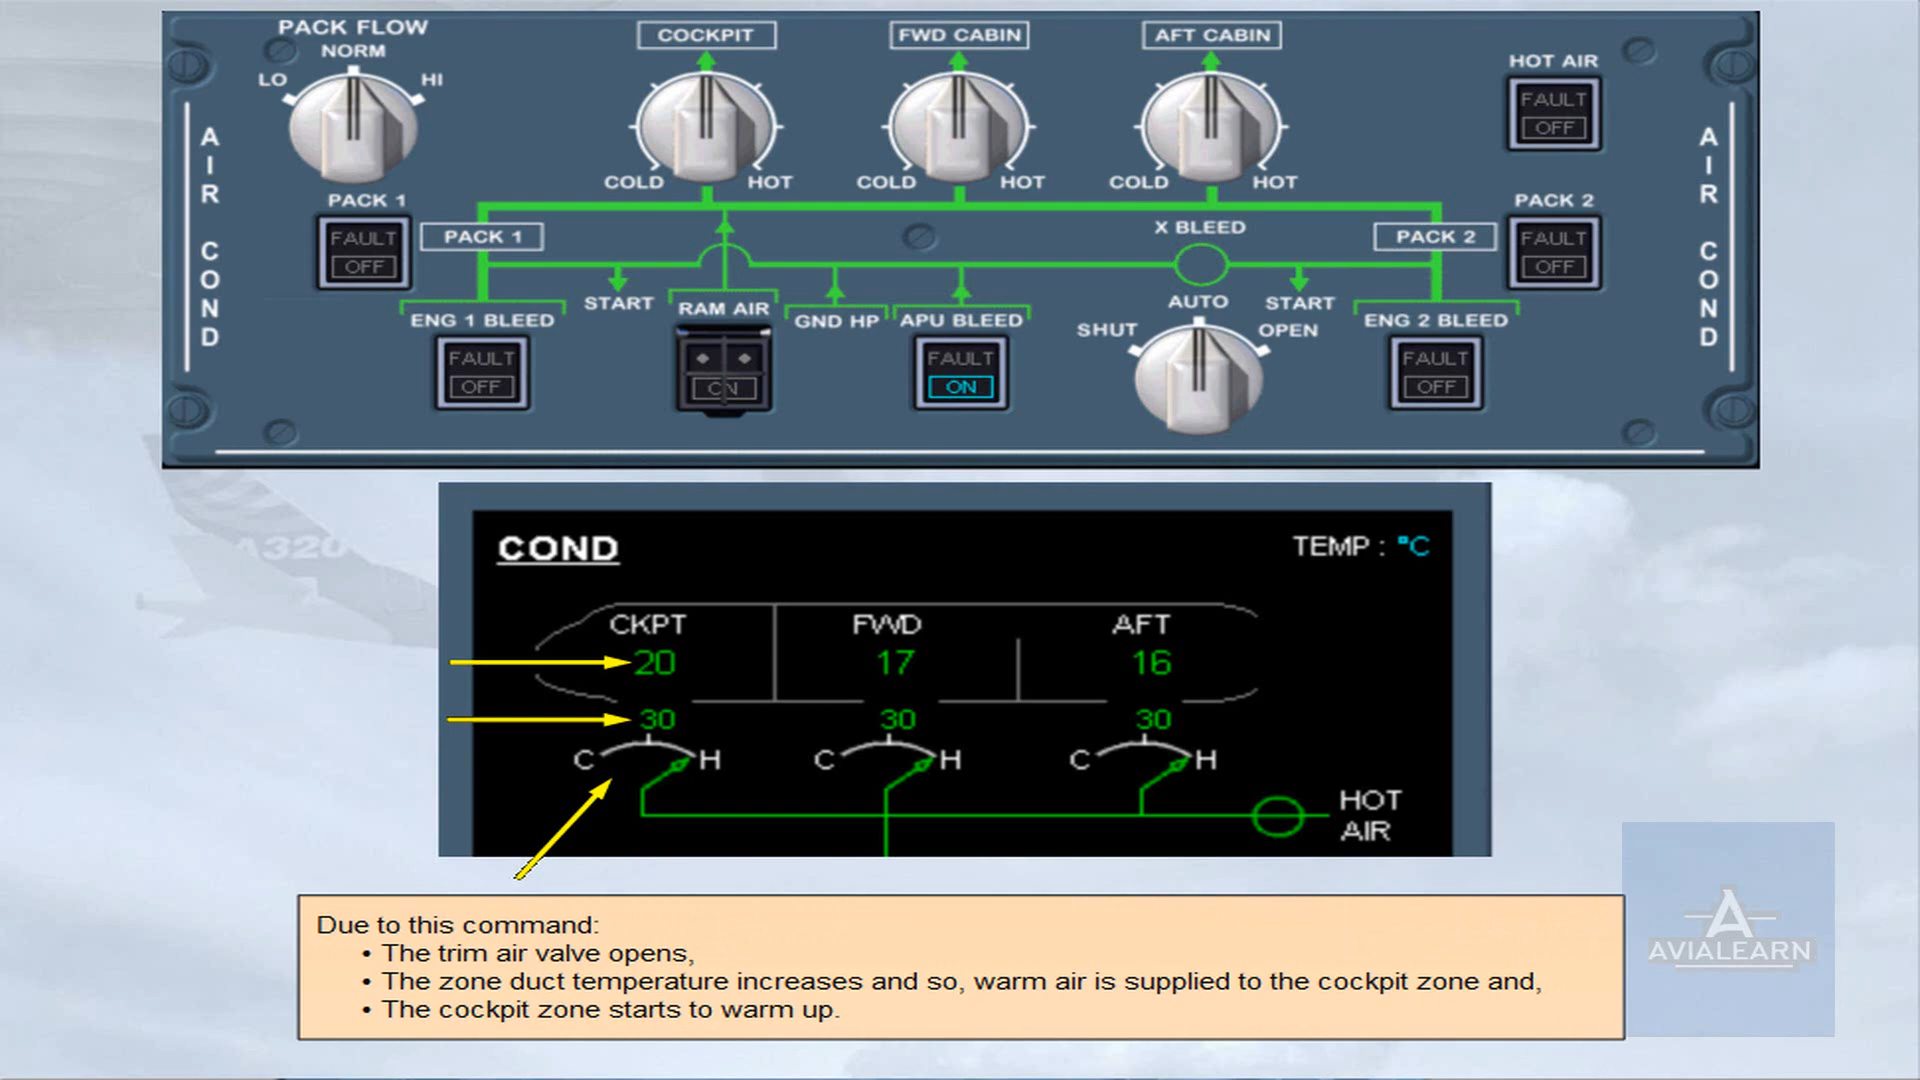 PACK FLOW
NORM
LO
HI
COCKPIT
FWD CABIN
AFT CABIN
HOT AIR
FAULT
OFF
COLD
HOT
COLD
HOT
COLD
HOT
AIR COND
PACK 1
FAULT
OFF
PACK 1
X BLEED
PACK 2
PACK 2
FAULT
OFF
AIR COND
ENG 1 BLEED
START
RAM AIR
GND HP
APU BLEED
AUTO
SHUT
OPEN
START
ENG 2 BLEED
FAULT
OFF
ON
FAULT
ON
FAULT
OFF
A320
COND
TEMP : °C
CKPT
FWD
AFT
20
17
16
30
30
30
C
H
C
H
C
H
HOT
AIR
Due to this command:
• The trim air valve opens,
• The zone duct temperature increases and so, warm air is supplied to the cockpit zone and,
• The cockpit zone starts to warm up.
A
AVIALEARN